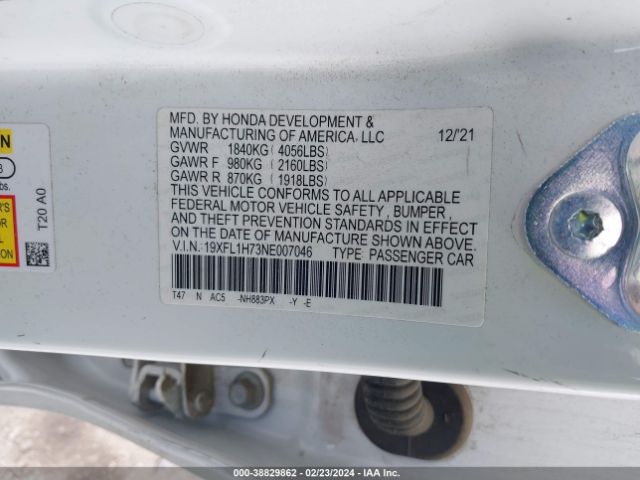 MFD. BY HONDA DEVELOPMENT &
MANUFACTURING OF AMERICA, LLC 12/'21
GVWR 1840KG ( 4056LBS)
GAWR F 980KG ( 2160LBS)
GAWR R 870KG ( 1918LBS)
THIS VEHICLE CONFORMS TO ALL APPLICABLE
FEDERAL MOTOR VEHICLE SAFETY , BUMPER ,
AND THEFT PREVENTION STANDARDS IN EFFECT
ON THE DATE OF MANUFACTURE SHOWN ABOVE.
V.I.N. 19XFL1H73NE007046 TYPE PASSENGER CAR
T47 N AC5 -NH883PX -Y -E
T20 A0
000-38829862 - 02/23/2024 - IAA Inc.